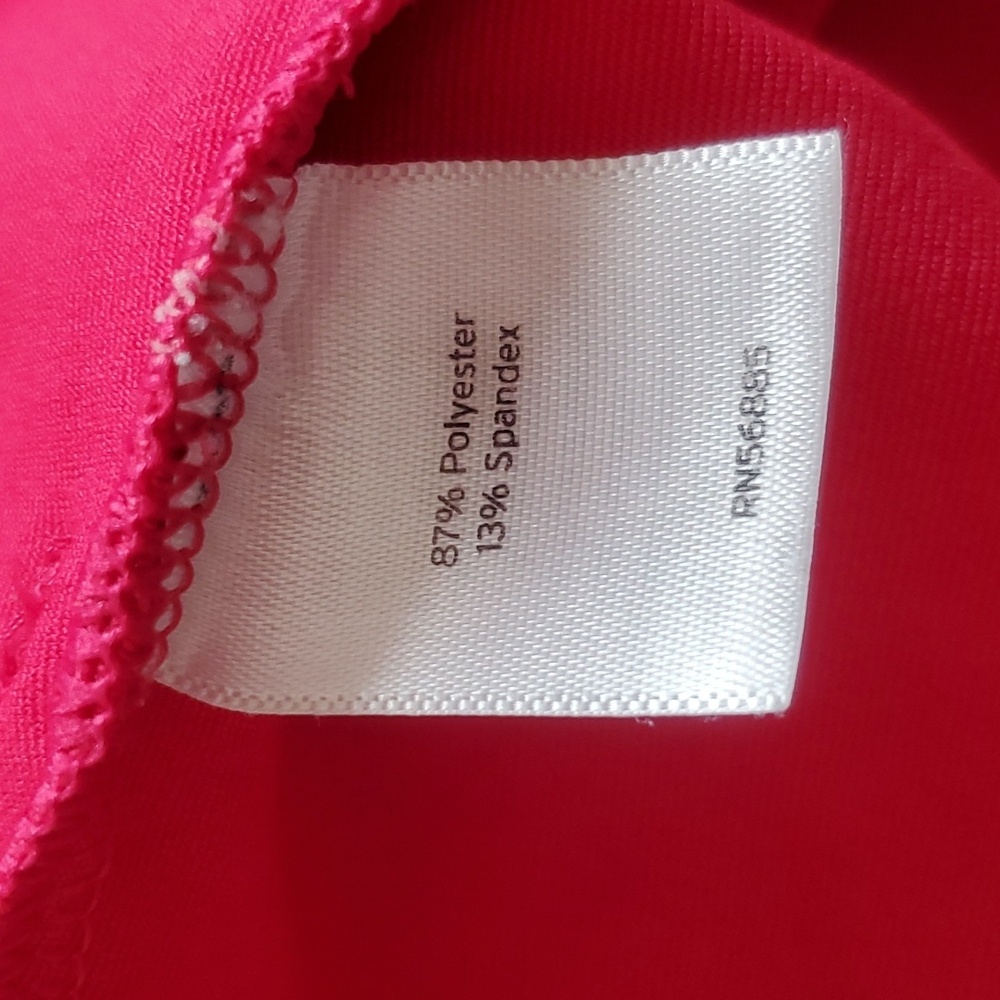 87% Polyester
13% Spandex
RN56885